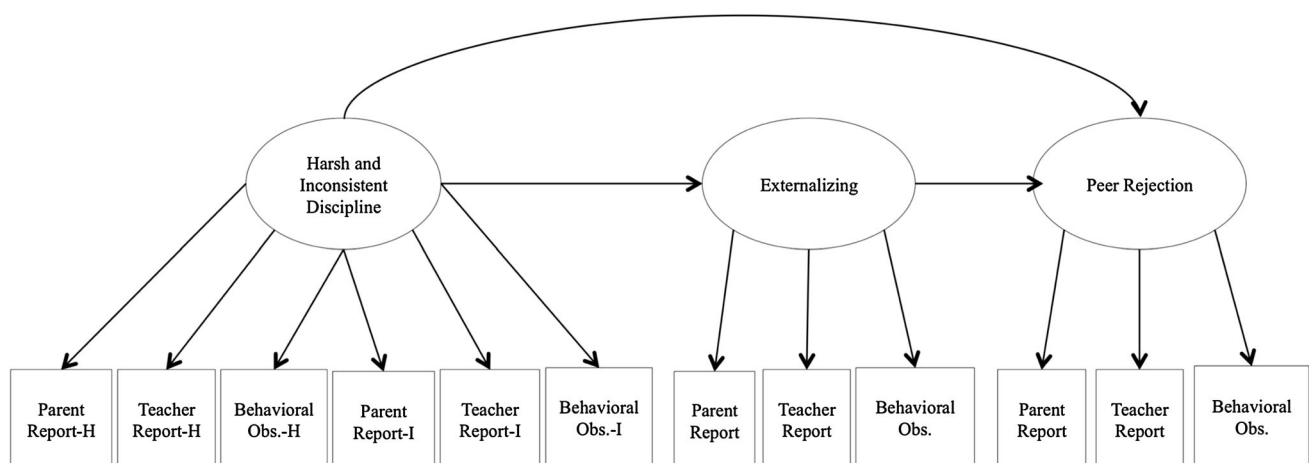 Harsh and
Inconsistent
Discipline
Externalizing
Peer Rejection
Parent
Report-H
Teacher
Report-H
Behavioral
Obs.-H
Parent
Report-I
Teacher
Report-I
Behavioral
Obs.-I
Parent
Report
Teacher
Report
Behavioral
Obs.
Parent
Report
Teacher
Report
Behavioral
Obs.